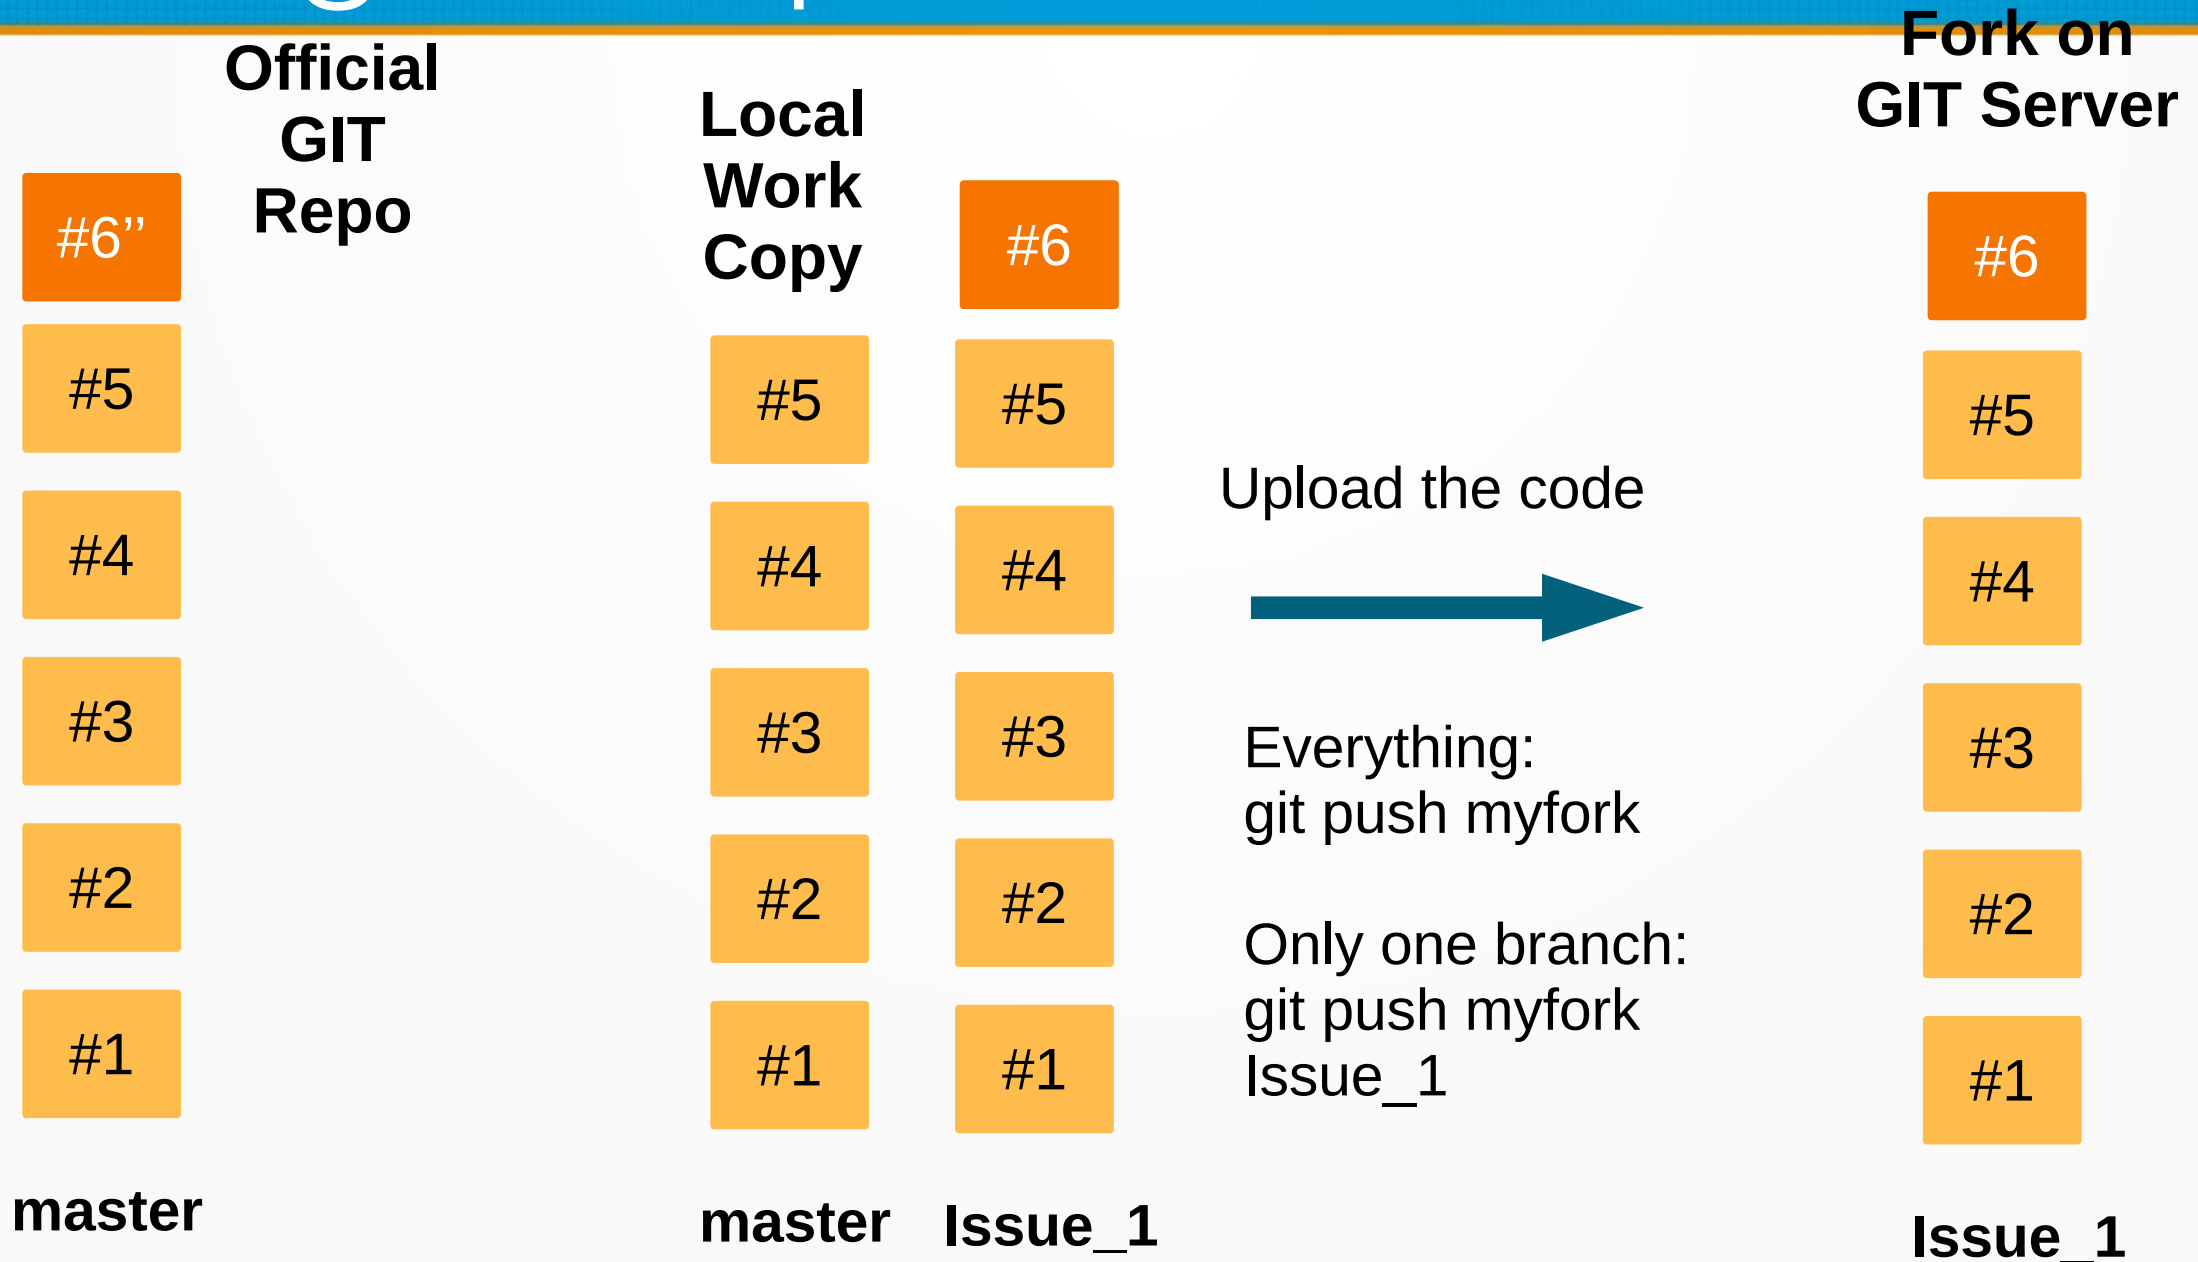 Official
GIT
Repo
#6’’
#5
#4
#3
#2
#1
master
Local
Work
Copy
#5
#4
#3
#2
#1
master
#6
#5
#4
#3
#2
#1
Issue_1
Upload the code
Everything:
git push myfork
Only one branch:
git push myfork
Issue_1
Fork on
GIT Server
#6
#5
#4
#3
#2
#1
Issue_1